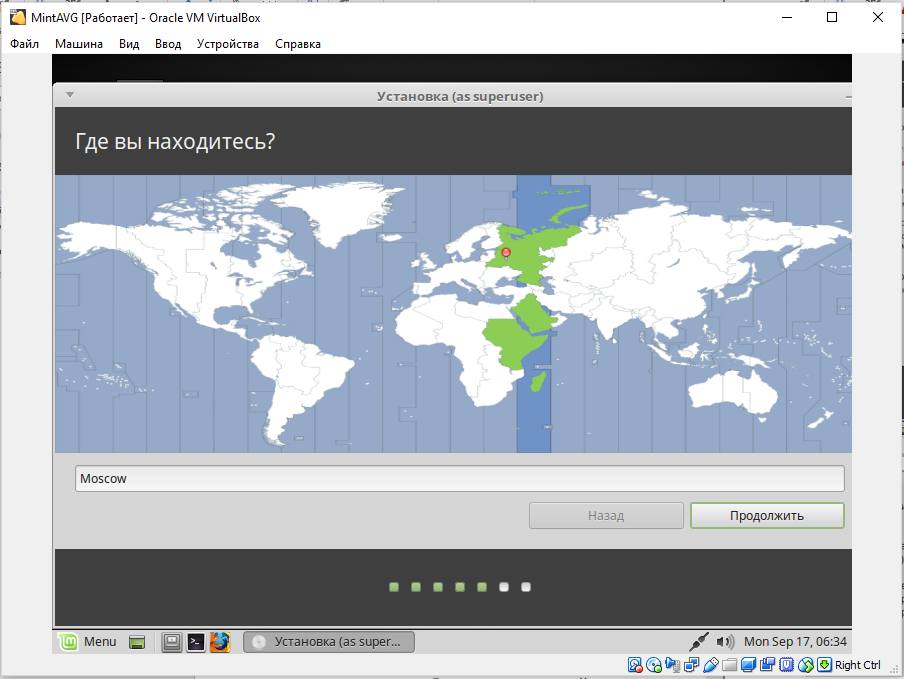 MintAVG [Работает] - Oracle VM VirtualBox
Файл Машина Вид Ввод Устройства Справка
Установка (as superuser)
Где вы находитесь?
Moscow
Назад Продолжить
Menu Установка (as super... Mon Sep 17, 06:34
Right Ctrl